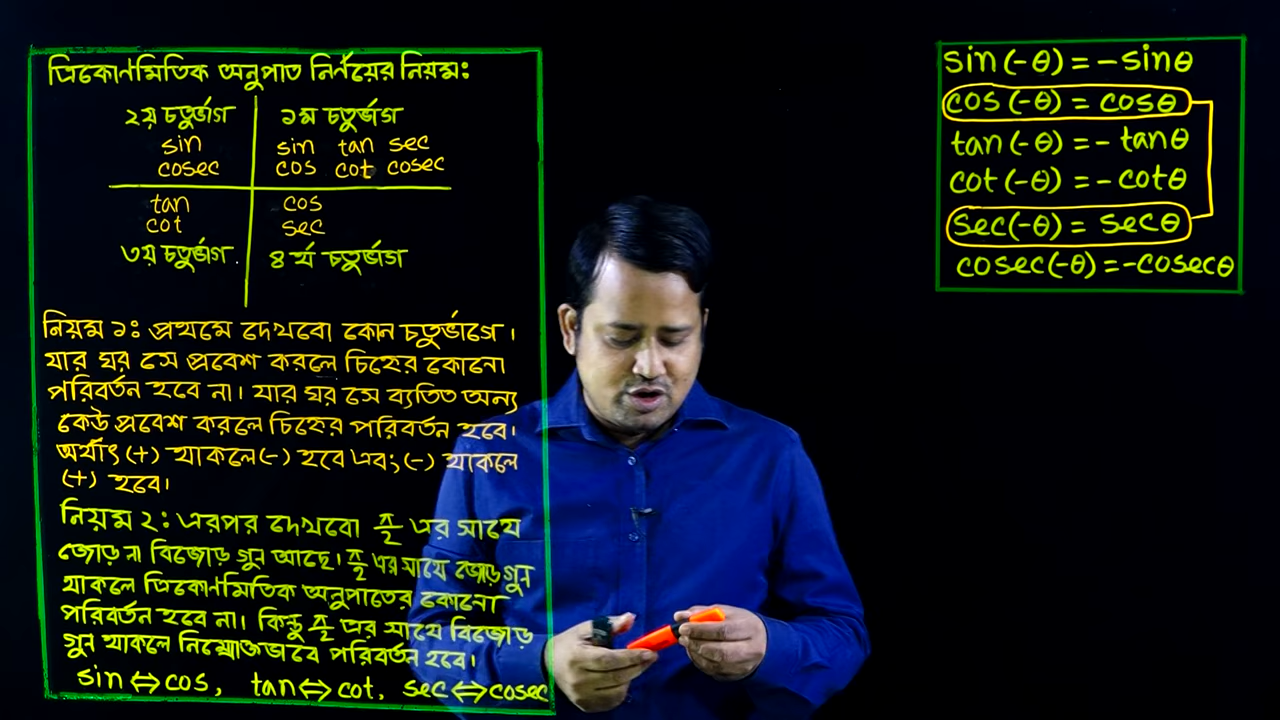 ত্রিকোণমিতিক অনুপাত নির্ণয়ের নিয়মঃ
২য় চতুর্ভাগ
sin
cosec
১ম চতুর্ভাগ
sin tan sec
cos cot cosec
tan
cot
৩য় চতুর্ভাগ
cos
sec
৪র্থ চতুর্ভাগ
নিয়ম ১ঃ প্রথমে দেখবো কোন চতুর্ভাগে।
যার ঘর সে প্রবেশ করলে চিহ্নের কোনো
পরিবর্তন হবে না। যার ঘর সে ব্যতিত অন্য
কেউ প্রবেশ করলে চিহ্নের পরিবর্তন হবে।
অর্থাৎ (+) থাকলে (-) হবে এবং (-) থাকলে
(+) হবে।
নিয়ম ২ঃ এরপর দেখবো π/2 এর সাথে
জোড় না বিজোড় গুন আছে। π/2 এর সাথে জোড় গুন
থাকলে ত্রিকোণমিতিক অনুপাতের কোনো
পরিবর্তন হবে না। কিন্তু π/2 এর সাথে বিজোড়
গুন থাকলে নিম্নোক্তভাবে পরিবর্তন হবে।
sin⇔cos, tan⇔cot, sec⇔cosec
sin(-θ) = -sinθ
cos(-θ) = cosθ
tan(-θ) = -tanθ
cot(-θ) = -cotθ
sec(-θ) = secθ
cosec(-θ) = -cosecθ